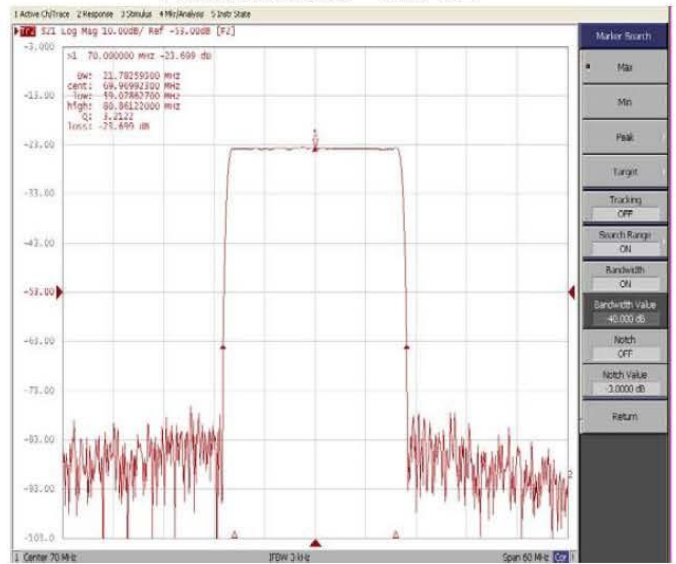 1 Active Ch/Trace 2 Response 3 Stimulus 4 Mkr/Analysis 5 Instr State
Tr2 S21 Log Mag 10.00dB/ Ref -53.00dB [F2]
-3.000
>1 70.000000 MHz -23.699 dB
BW: 21.78259300 MHz
cent: 69.96992300 MHz
low: 59.07862700 MHz
high: 80.86122000 MHz
Q: 3.2122
loss: -23.699 dB
-13.00
-23.00
-33.00
-43.00
-53.00
-63.00
-73.00
-83.00
-93.00
-103.0
1
2
1 Center 70 MHz
IFBW 3 kHz
Span 60 MHz Cor
Marker Search
Max
Min
Peak
Target
Tracking
OFF
Search Range
ON
Bandwidth
ON
Bandwidth Value
-40.000 dB
Notch
OFF
Notch Value
-3.0000 dB
Return